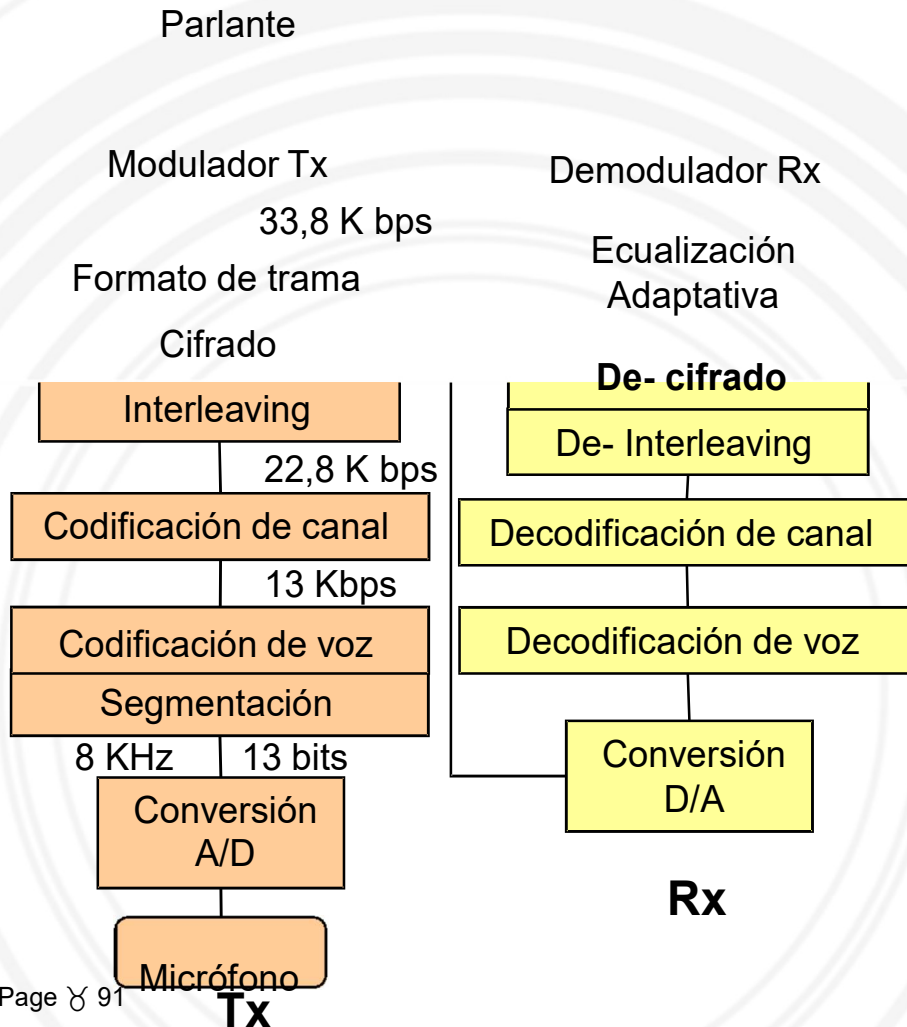 Parlante
Modulador Tx
Demodulador Rx
33,8 K bps
Ecualización
Adaptativa
Formato de trama
Cifrado
De- cifrado
Interleaving
De- Interleaving
22,8 K bps
Codificación de canal
Decodificación de canal
13 Kbps
Codificación de voz
Decodificación de voz
Segmentación
8 KHz
13 bits
Conversión
A/D
Conversión
D/A
Rx
Micrófono
Page ♉ 91
Tx